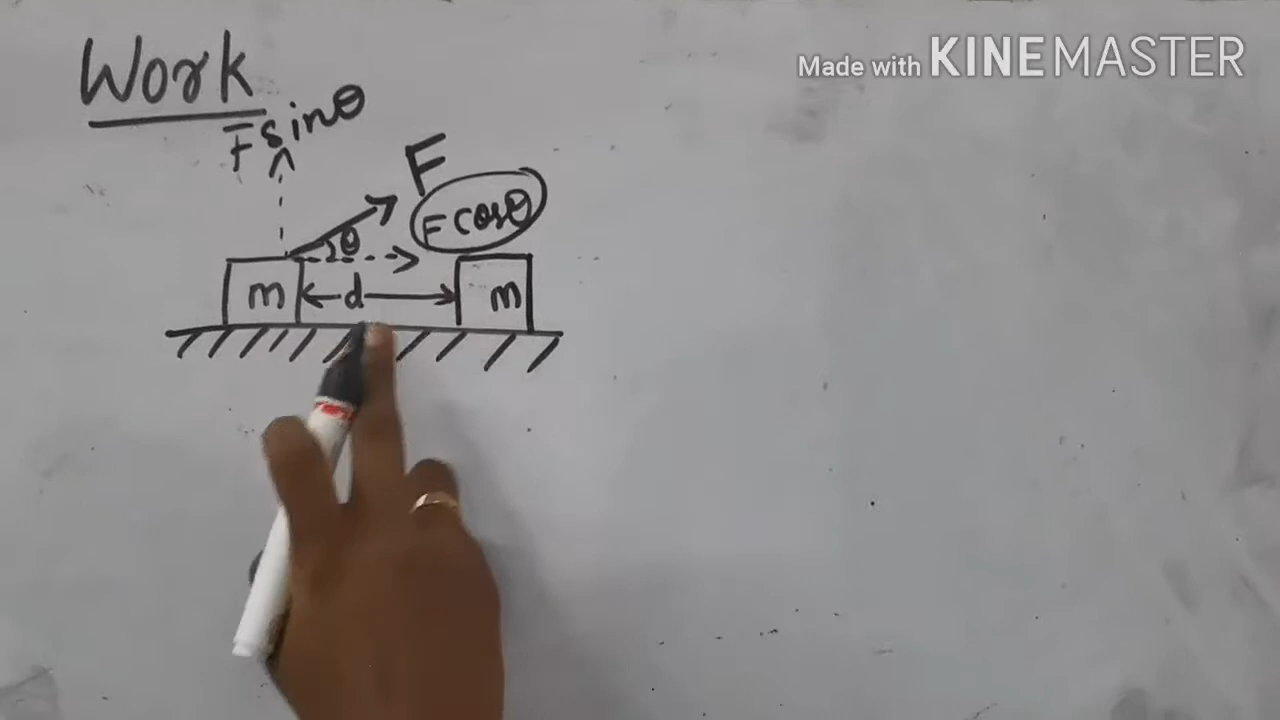 Work
Made with KINEMASTER
Fsinθ
F
Fcosθ
θ
m d m